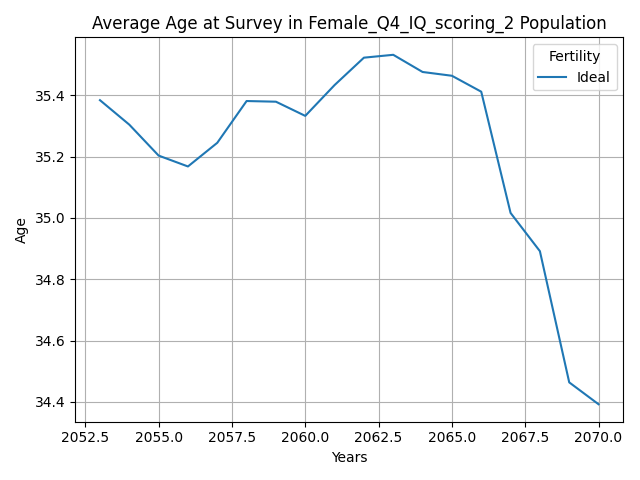 Average Age at Survey in Female_Q4_IQ_scoring_2 Population
Fertility
Ideal
Age
35.4
35.2
35.0
34.8
34.6
34.4
2052.5 2055.0 2057.5 2060.0 2062.5 2065.0 2067.5 2070.0
Years